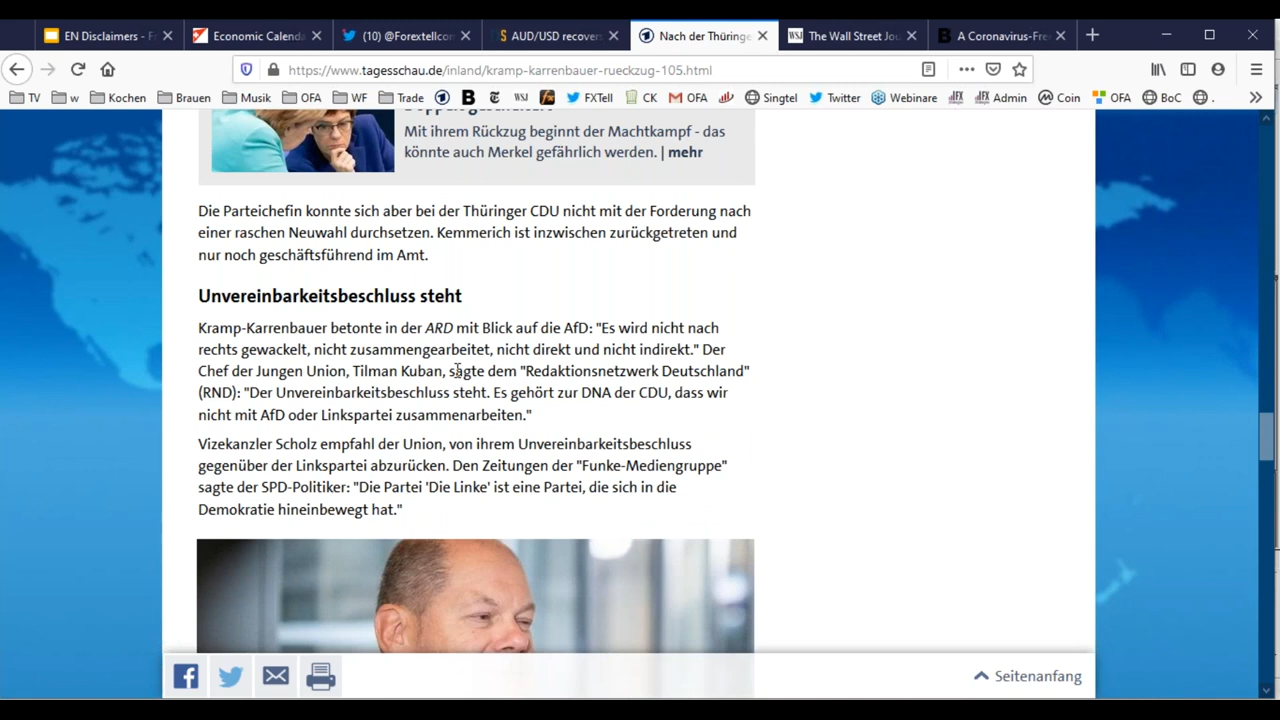 EN Disclaimers - F
Economic Calenda
(10) @Forextellcon
AUD/USD recovers
Nach der Thüringe
The Wall Street Jou
A Coronavirus-Fre
https://www.tagesschau.de/inland/kramp-karrenbauer-rueckzug-105.html
TV
w
Kochen
Brauen
Musik
OFA
WF
Trade
FXTell
CK
OFA
Singtel
Twitter
Webinare
Admin
Coin
OFA
BoC
.
Mit ihrem Rückzug beginnt der Machtkampf - das
könnte auch Merkel gefährlich werden. | mehr
Die Parteichefin konnte sich aber bei der Thüringer CDU nicht mit der Forderung nach
einer raschen Neuwahl durchsetzen. Kemmerich ist inzwischen zurückgetreten und
nur noch geschäftsführend im Amt.
Unvereinbarkeitsbeschluss steht
Kramp-Karrenbauer betonte in der ARD mit Blick auf die AfD: "Es wird nicht nach
rechts gewackelt, nicht zusammengearbeitet, nicht direkt und nicht indirekt." Der
Chef der Jungen Union, Tilman Kuban, sagte dem "Redaktionsnetzwerk Deutschland"
(RND): "Der Unvereinbarkeitsbeschluss steht. Es gehört zur DNA der CDU, dass wir
nicht mit AfD oder Linkspartei zusammenarbeiten."
Vizekanzler Scholz empfahl der Union, von ihrem Unvereinbarkeitsbeschluss
gegenüber der Linkspartei abzurücken. Den Zeitungen der "Funke-Mediengruppe"
sagte der SPD-Politiker: "Die Partei 'Die Linke' ist eine Partei, die sich in die
Demokratie hineinbewegt hat."
Seitenanfang